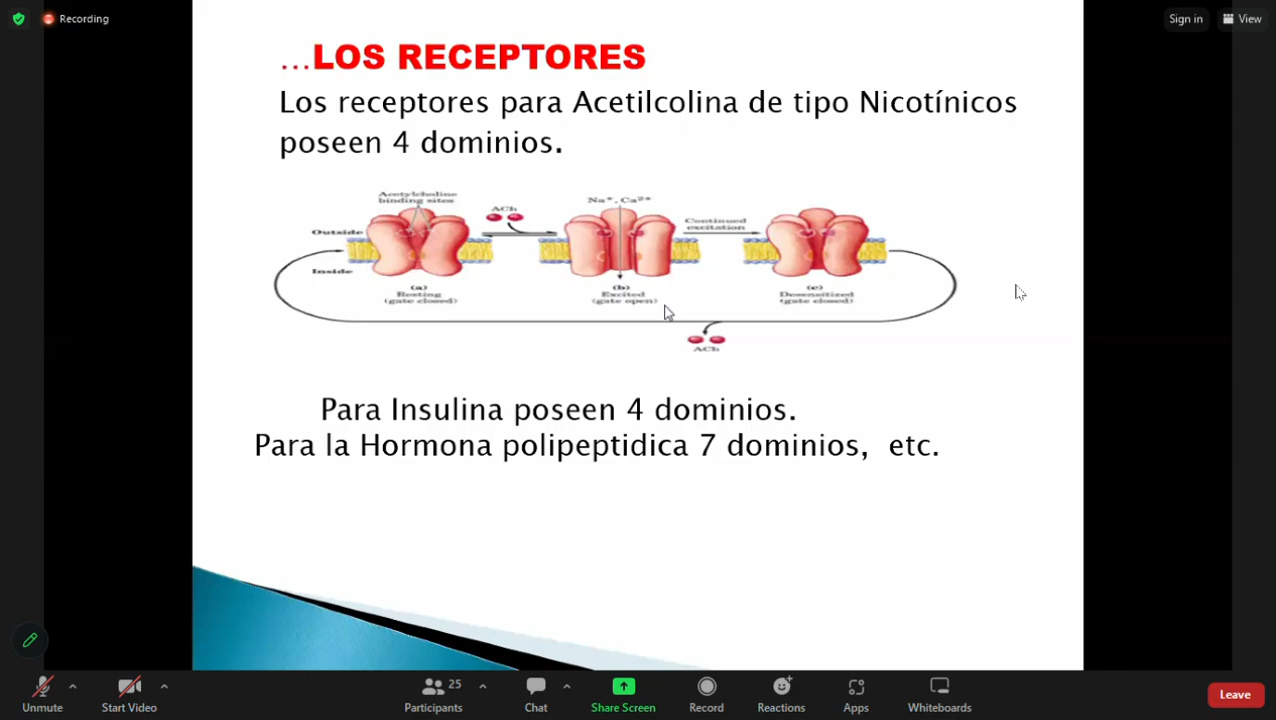 Recording
Sign in
View
...LOS RECEPTORES
Los receptores para Acetilcolina de tipo Nicotínicos
poseen 4 dominios.
Acetylcholine
binding sites
ACh
Na⁺, Ca²⁺
Continued
excitation
Outside
Inside
(a)
Resting
(gate closed)
(b)
Excited
(gate open)
(c)
Desensitized
(gate closed)
ACh
Para Insulina poseen 4 dominios.
Para la Hormona polipeptidica 7 dominios, etc.
Unmute
Start Video
25
Participants
Chat
Share Screen
Record
Reactions
Apps
Whiteboards
Leave